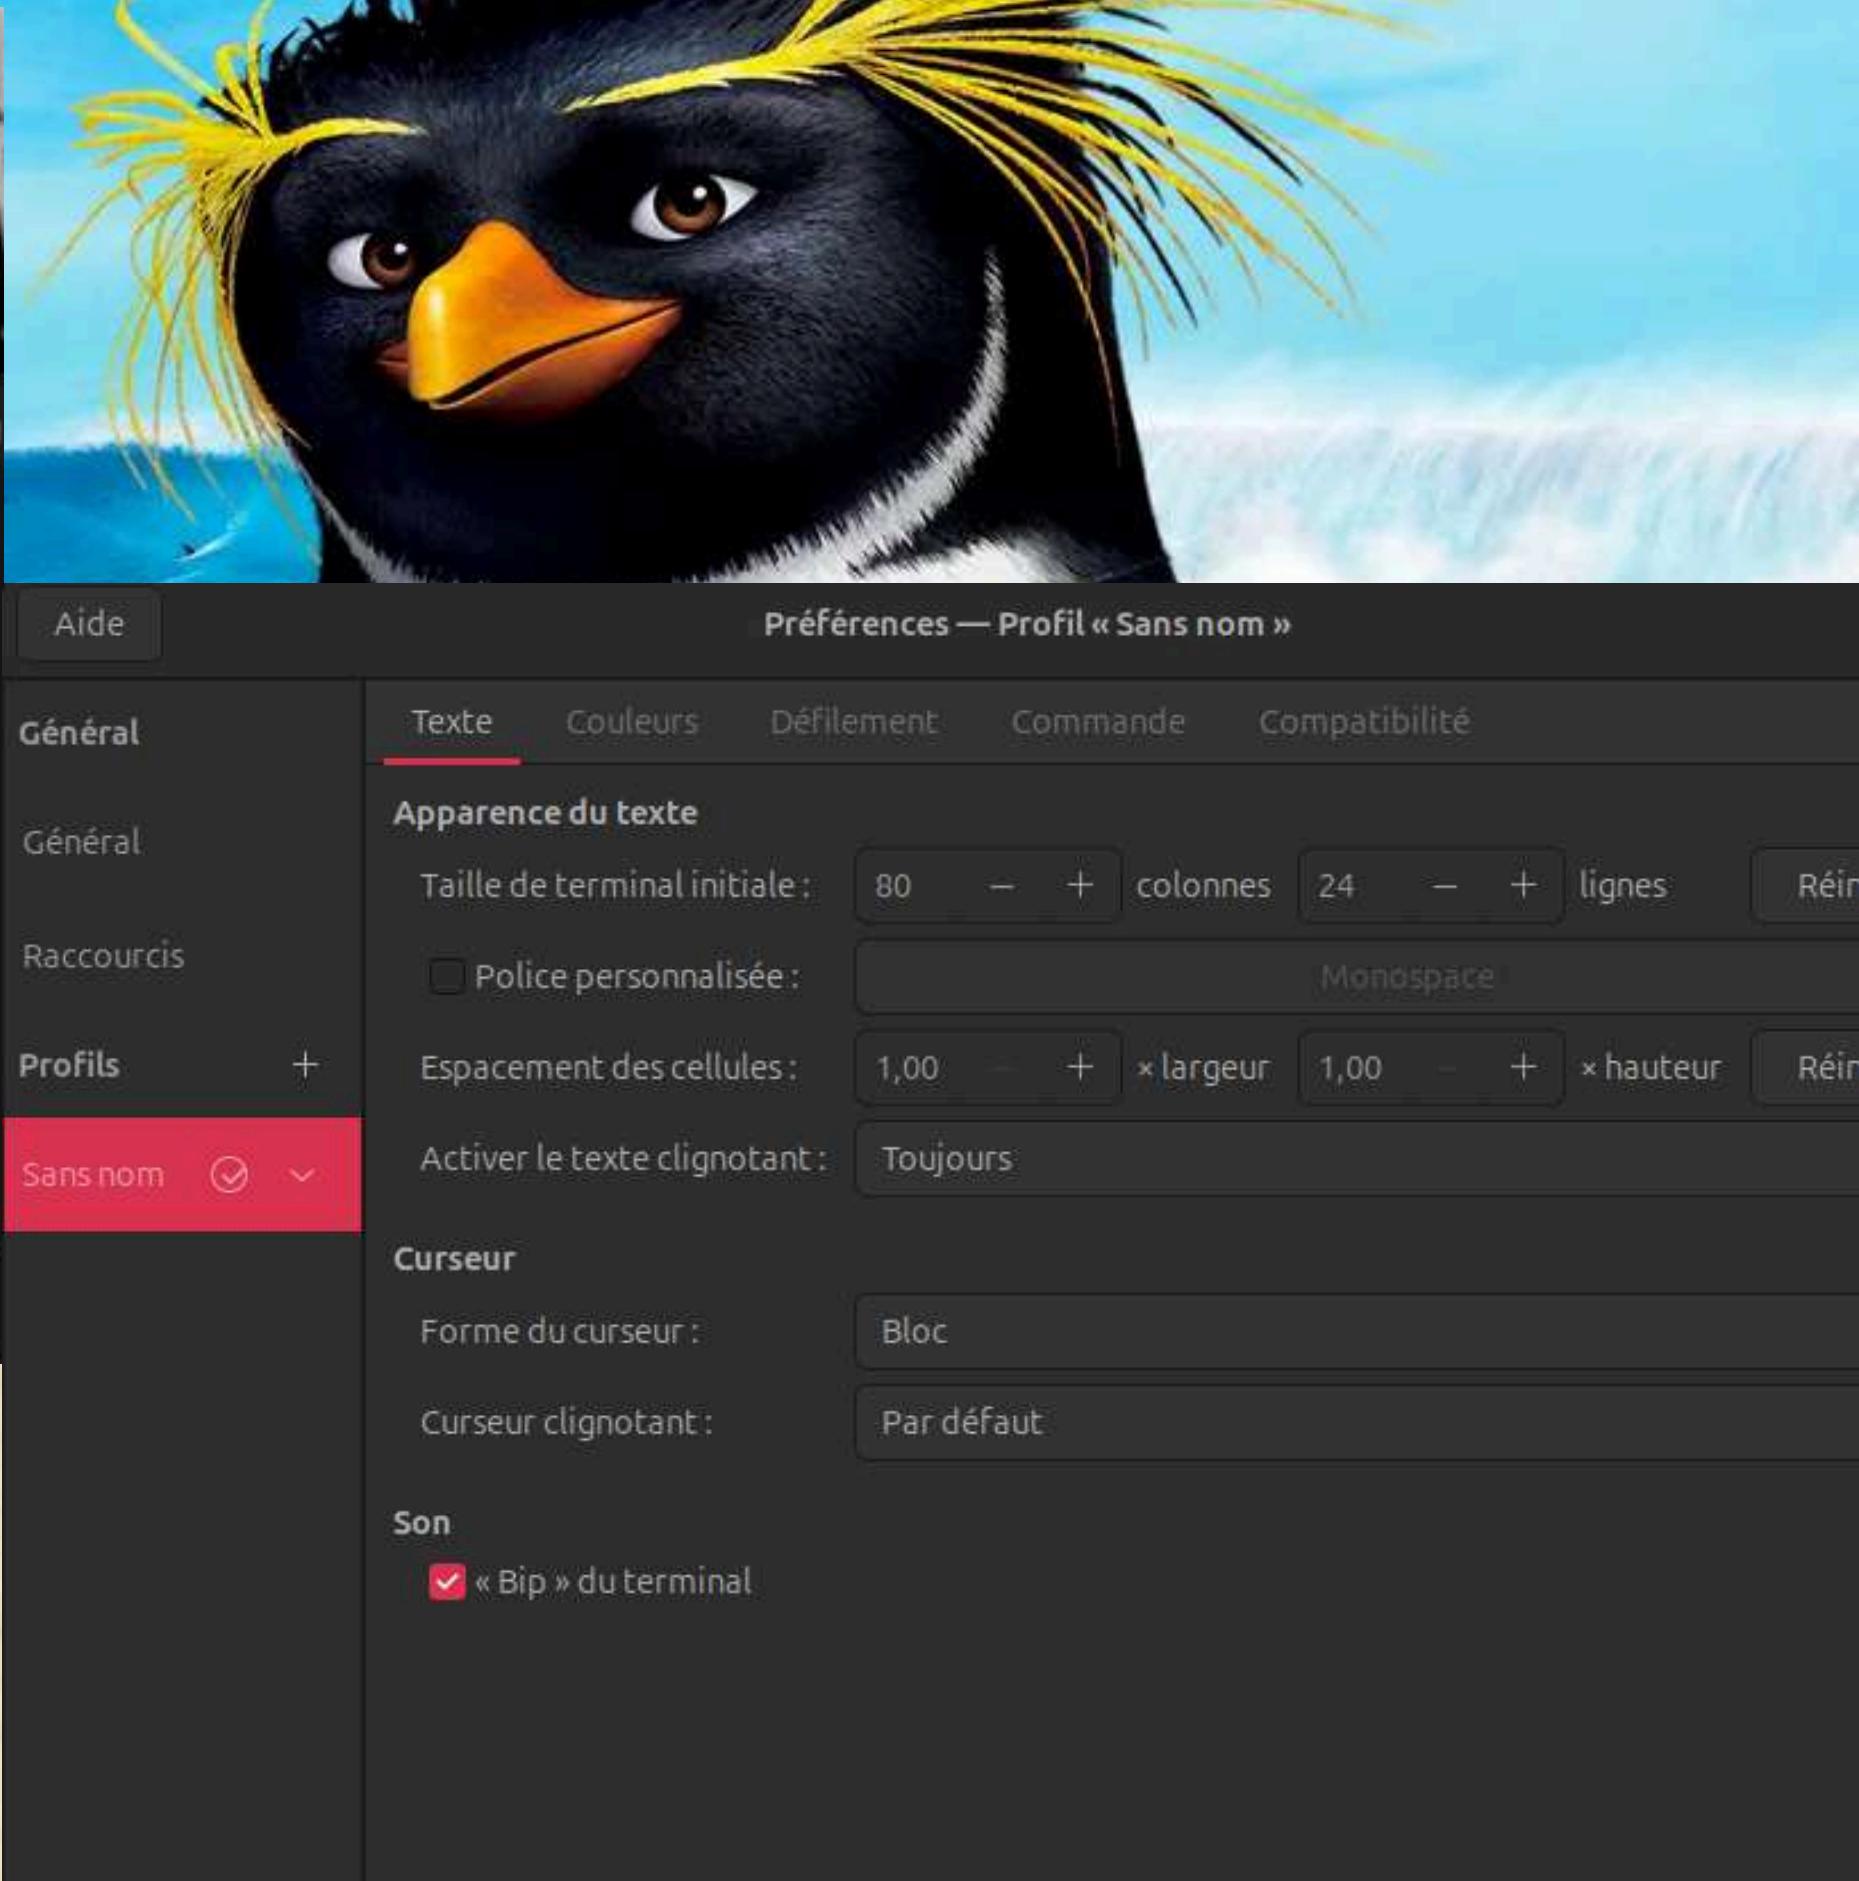 Aide
Préférences — Profil « Sans nom »
Général
Texte Couleurs Défilement Commande Compatibilité
Apparence du texte
Général
Taille de terminal initiale : 80 − + colonnes 24 − + lignes
Raccourcis
Police personnalisée : Monospace
Profils +
Espacement des cellules : 1,00 − + × largeur 1,00 − + × hauteur
Sans nom
Activer le texte clignotant : Toujours
Curseur
Forme du curseur : Bloc
Curseur clignotant : Par défaut
Son
« Bip » du terminal